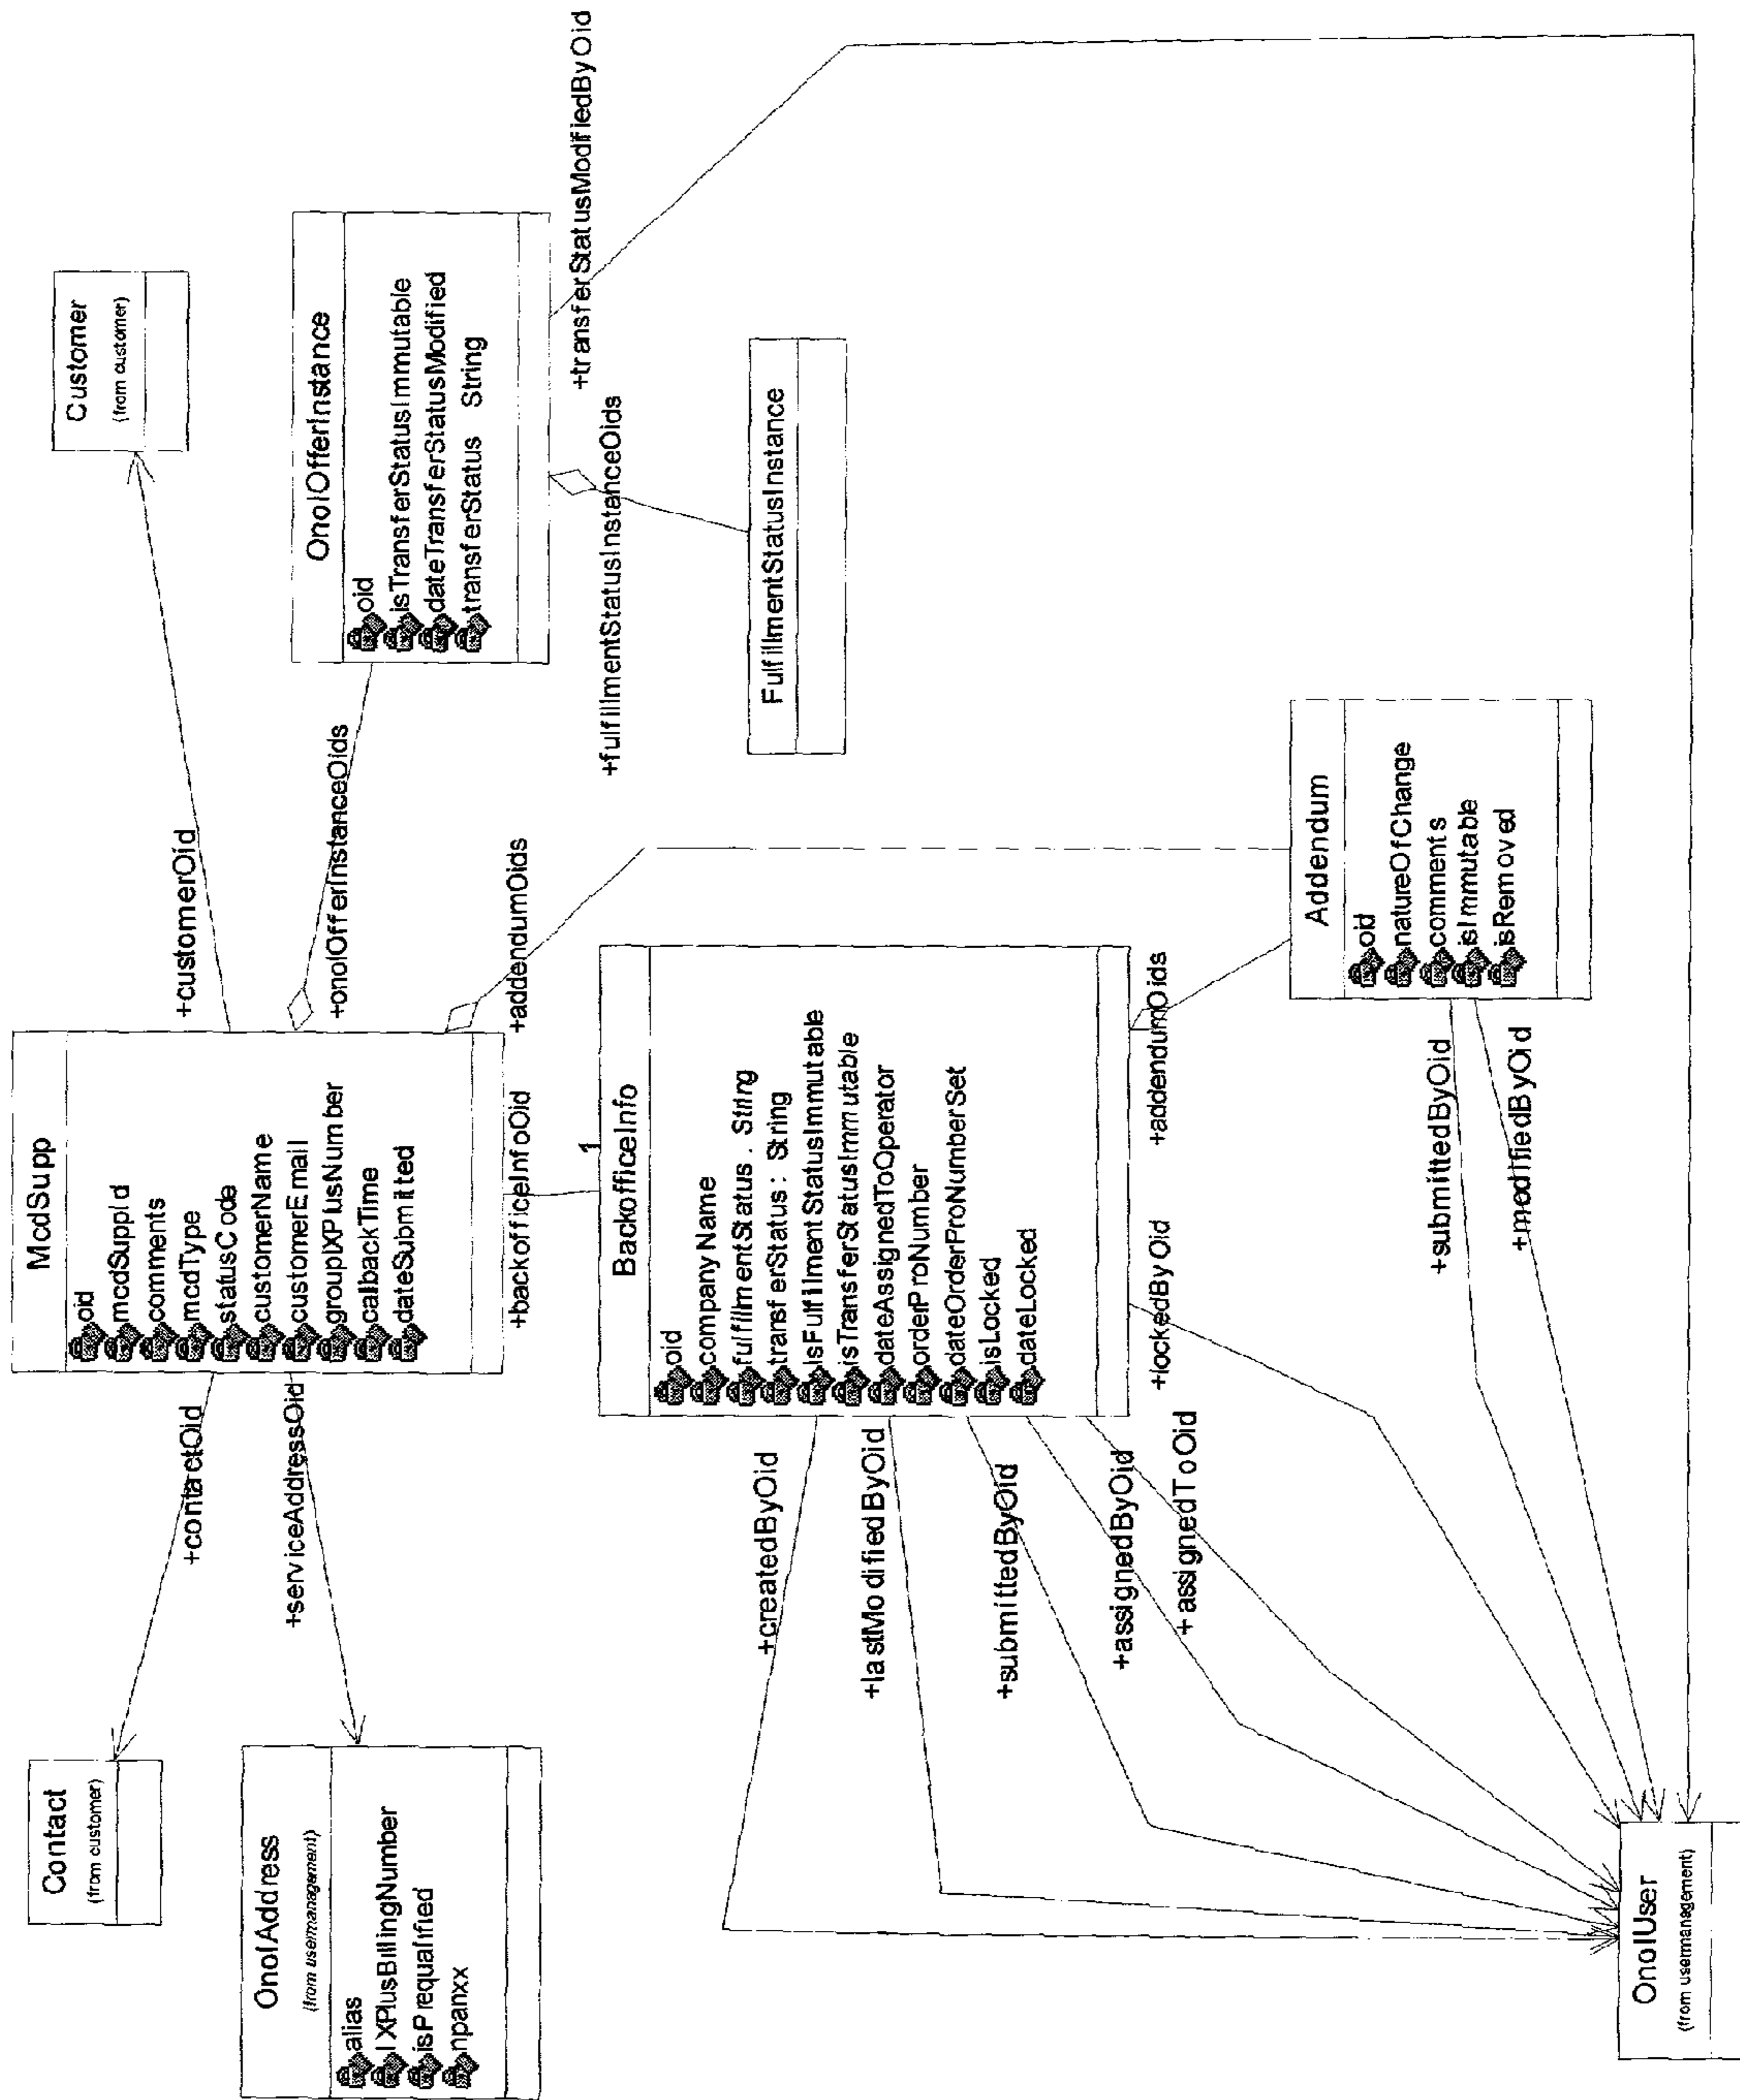 McdSupp
oid
mcdSuppId
comments
mcdType
statusCode
customerName
customerEmail
groupIXPlusNumber
callbackTime
dateSubmitted
Contact
(from customer)
+contactOid
OnolAddress
(from usermanagement)
alias
IXPlusBillingNumber
isPrequalified
npanxx
+serviceAddressOid
Customer
(from customer)
+customerOid
OnolOfferInstance
oid
isTransferStatusImmutable
dateTransferStatusModified
transferStatus String
+onolOfferInstanceOids
+addendumOids
+backofficeInfoOid
1
+transferStatusModifiedByOid
+fulfillmentStatusInstanceOids
FulfillmentStatusInstance
BackofficeInfo
oid
companyName
fulfillmentStatus . String
transferStatus : String
isFulfillmentStatusImmutable
isTransferStatusImmutable
dateAssignedToOperator
orderProNumber
dateOrderProNumberSet
isLocked
dateLocked
+createdByOid
+lastModifiedByOid
+submittedByOid
+assignedByOid
+assignedToOid
+lockedByOid
+addendumOids
Addendum
oid
natureOfChange
comments
isImmutable
isRemoved
+submittedByOid
+modifiedByOid
OnolUser
(from usermanagement)